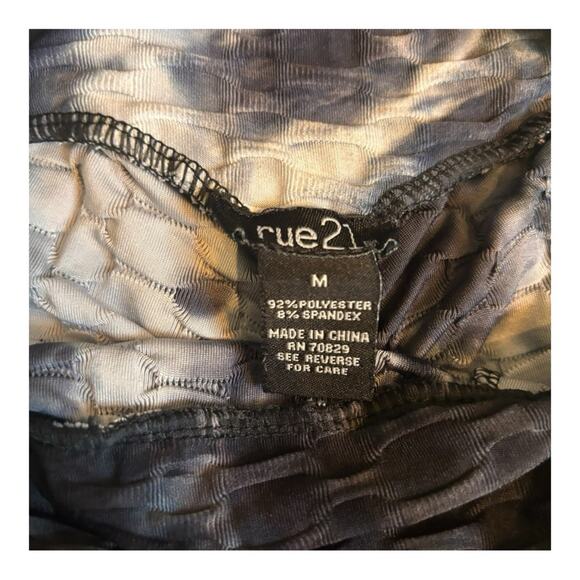 rue21
M
92%POLYESTER
8% SPANDEX
MADE IN CHINA
RN 70829
SEE REVERSE
FOR CARE